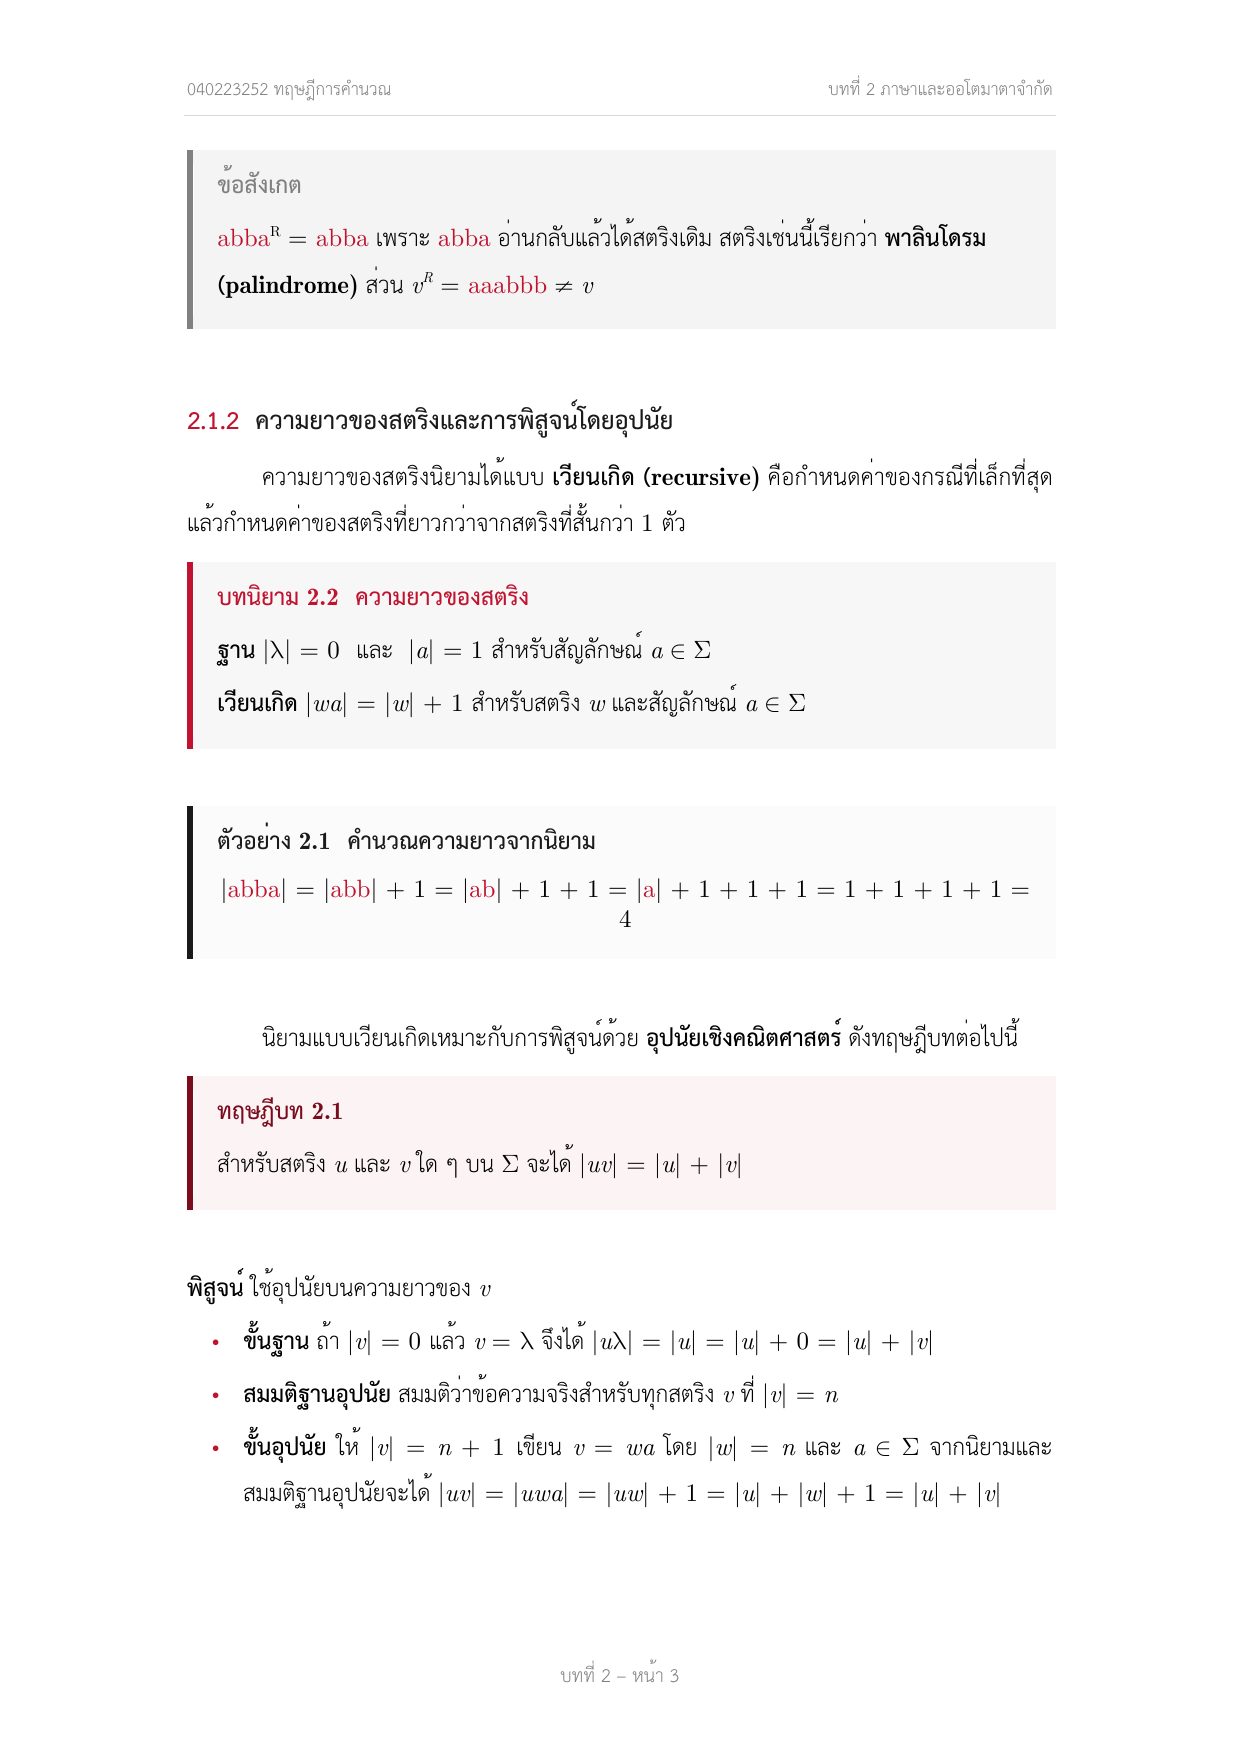 040223252 ทฤษฎีการคำนวณ
บทที่ 2 ภาษาและออโตมาตาจำกัด
ข้อสังเกต
abbaᴿ = abba เพราะ abba อ่านกลับแล้วได้สตริงเดิม สตริงเช่นนี้เรียกว่า พาลินโดรม
(palindrome) ส่วน vᴿ = aaabbb ≠ v
2.1.2 ความยาวของสตริงและการพิสูจน์โดยอุปนัย
ความยาวของสตริงนิยามได้แบบ เวียนเกิด (recursive) คือกำหนดค่าของกรณีที่เล็กที่สุด
แล้วกำหนดค่าของสตริงที่ยาวกว่าจากสตริงที่สั้นกว่า 1 ตัว
บทนิยาม 2.2 ความยาวของสตริง
ฐาน |λ| = 0 และ |a| = 1 สำหรับสัญลักษณ์ a ∈ Σ
เวียนเกิด |wa| = |w| + 1 สำหรับสตริง w และสัญลักษณ์ a ∈ Σ
ตัวอย่าง 2.1 คำนวณความยาวจากนิยาม
|abba| = |abb| + 1 = |ab| + 1 + 1 = |a| + 1 + 1 + 1 = 1 + 1 + 1 + 1 =
4
นิยามแบบเวียนเกิดเหมาะกับการพิสูจน์ด้วย อุปนัยเชิงคณิตศาสตร์ ดังทฤษฎีบทต่อไปนี้
ทฤษฎีบท 2.1
สำหรับสตริง u และ v ใด ๆ บน Σ จะได้ |uv| = |u| + |v|
พิสูจน์ ใช้อุปนัยบนความยาวของ v
• ขั้นฐาน ถ้า |v| = 0 แล้ว v = λ จึงได้ |uλ| = |u| = |u| + 0 = |u| + |v|
• สมมติฐานอุปนัย สมมติว่าข้อความจริงสำหรับทุกสตริง v ที่ |v| = n
• ขั้นอุปนัย ให้ |v| = n + 1 เขียน v = wa โดย |w| = n และ a ∈ Σ จากนิยามและ
สมมติฐานอุปนัยจะได้ |uv| = |uwa| = |uw| + 1 = |u| + |w| + 1 = |u| + |v|
บทที่ 2 – หน้า 3